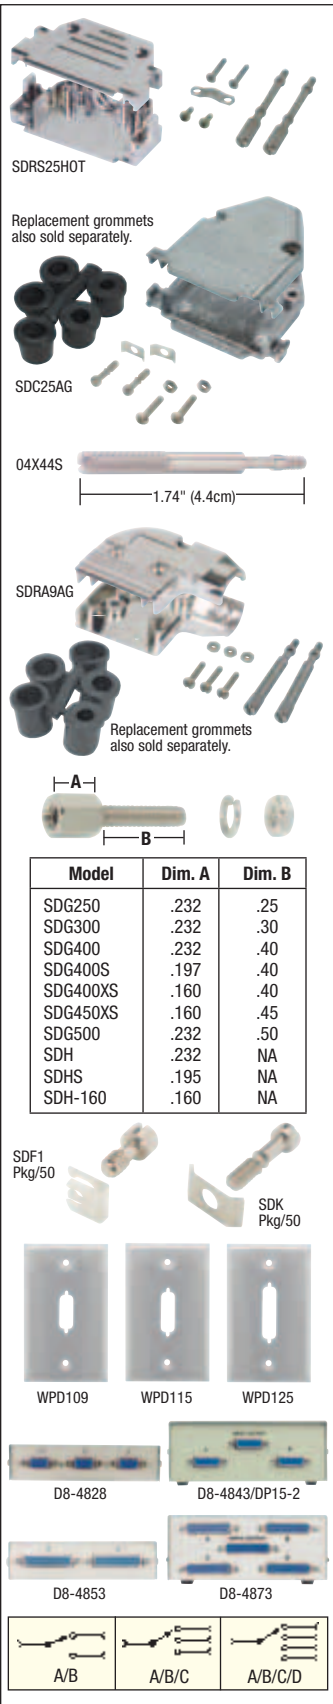 SDRS25HOT
Replacement grommets
also sold separately.
SDC25AG
04X44S
1.74" (4.4cm)
SDRA9AG
Replacement grommets
also sold separately.
A
B
Model Dim. A Dim. B
SDG250 .232 .25
SDG300 .232 .30
SDG400 .232 .40
SDG400S .197 .40
SDG400XS .160 .40
SDG450XS .160 .45
SDG500 .232 .50
SDH .232 NA
SDHS .195 NA
SDH-160 .160 NA
SDF1
Pkg/50
SDK
Pkg/50
WPD109 WPD115 WPD125
D8-4828 D8-4843/DP15-2
D8-4853 D8-4873
A/B A/B/C A/B/C/D